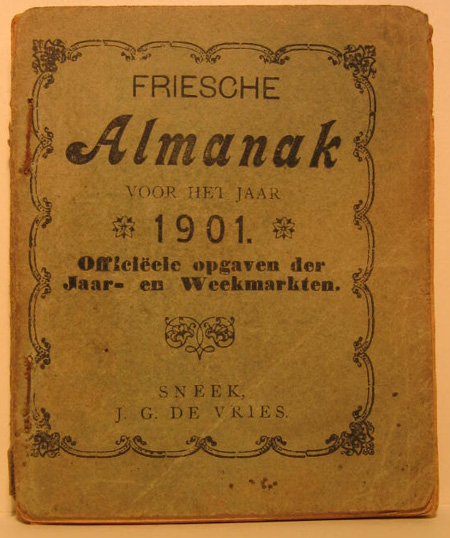 FRIESCHE
Almanak
VOOR HET JAAR
1901.
Officiëele opgaven der
Jaar- en Weekmarkten.
SNEEK,
J. G. DE VRIES.